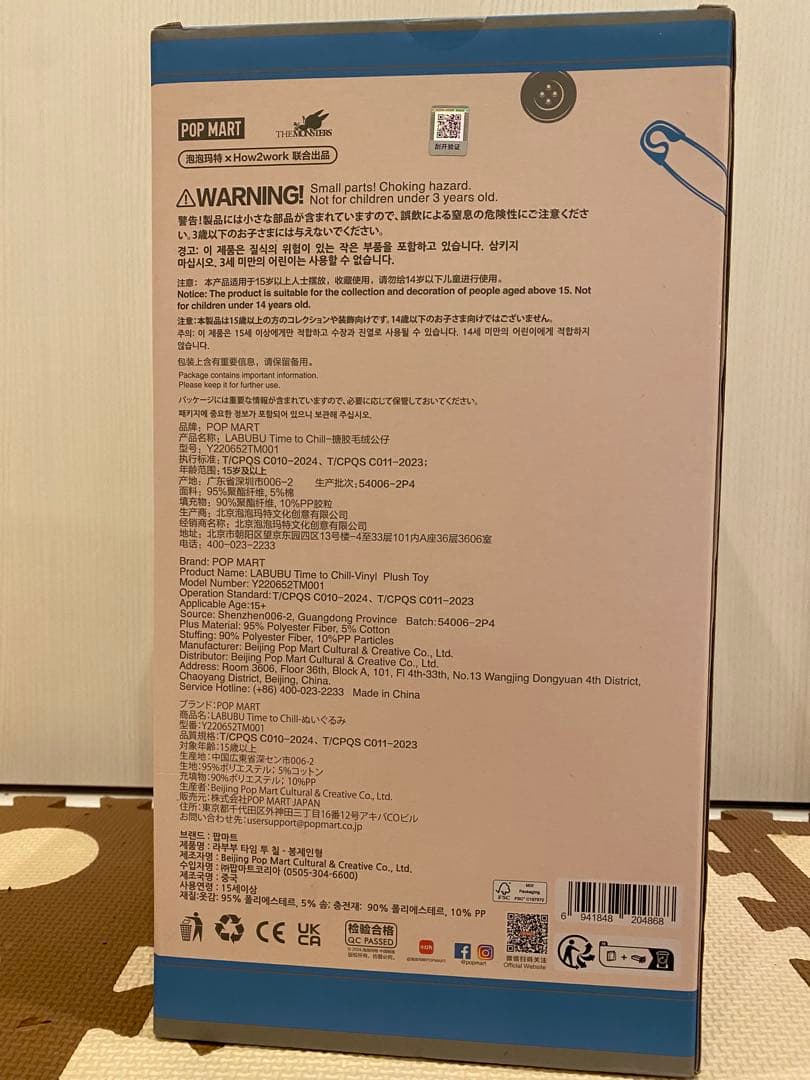 POP MART
THE MONSTERS
刮开验证
泡泡玛特×How2work 联合出品
WARNING! Small parts! Choking hazard.
Not for children under 3 years old.
警告!製品には小さな部品が含まれていますので、誤飲による窒息の危険性にご注意くださ
い。3歳以下のお子さまには与えないでください。
경고: 이 제품은 질식의 위험이 있는 작은 부품을 포함하고 있습니다. 삼키지
마십시오. 3세 미만의 어린이는 사용할 수 없습니다.
注意： 本产品适用于15岁以上人士摆放，收藏使用，请勿给14岁以下儿童进行使用。
Notice: The product is suitable for the collection and decoration of people aged above 15. Not
for children under 14 years old.
注意:本製品は15歳以上の方のコレクションや装飾向けです。14歳以下のお子さま向けではございません。
주의: 이 제품은 15세 이상에게만 적합하고 수장과 진열로 사용될 수 있습니다. 14세 미만의 어린이에게 적합하지
않습니다.
包装上含有重要信息，请保留备用。
Package contains important information.
Please keep it for further use.
パッケージには重要な情報が含まれていますので、必要に応じて保管しておいてください。
패키지에 중요한 정보가 포함되어 있으니 보관해 주십시오.
品牌：POP MART
产品名称：LABUBU Time to Chill-搪胶毛绒公仔
型号：Y220652TM001
执行标准：T/CPQS C010-2024、T/CPQS C011-2023；
年龄范围：15岁及以上
产地：广东省深圳市006-2 生产批次：54006-2P4
面料：95%聚酯纤维, 5%棉
填充物：90%聚酯纤维, 10%PP胶粒
生产商：北京泡泡玛特文化创意有限公司
经销商名称：北京泡泡玛特文化创意有限公司
地址：北京市朝阳区望京东园四区13号楼-4至33层101内A座36层3606室
电话：400-023-2233
Brand: POP MART
Product Name: LABUBU Time to Chill-Vinyl Plush Toy
Model Number: Y220652TM001
Operation Standard:T/CPQS C010-2024、T/CPQS C011-2023
Applicable Age:15+
Source: Shenzhen006-2, Guangdong Province Batch:54006-2P4
Plus Material: 95% Polyester Fiber, 5% Cotton
Stuffing: 90% Polyester Fiber, 10%PP Particles
Manufacturer: Beijing Pop Mart Cultural & Creative Co., Ltd.
Distributor: Beijing Pop Mart Cultural & Creative Co., Ltd.
Address: Room 3606, Floor 36th, Block A, 101, Fl 4th-33th, No.13 Wangjing Dongyuan 4th District,
Chaoyang District, Beijing, China.
Service Hotline: (+86) 400-023-2233 Made in China
ブランド:POP MART
商品名:LABUBU Time to Chill-ぬいぐるみ
型番:Y220652TM001
品質規格:T/CPQS C010-2024、T/CPQS C011-2023
対象年齢:15歳以上
生産地:中国広東省深セン市006-2
生地:95%ポリエステル；5%コットン
充填物:90%ポリエステル；10%PP
生産者:Beijing Pop Mart Cultural & Creative Co., Ltd.
販売元:株式会社POP MART JAPAN
住所:東京都千代田区外神田三丁目16番12号アキバCOビル
お問い合わせ先:usersupport@popmart.co.jp
브랜드 : 팝마트
제품명 : 라부부 타임 투 칠 - 봉제인형
제조자명 : Beijing Pop Mart Cultural & Creative Co., Ltd.
수입자명 : ㈜팝마트코리아 (0505-304-6600)
제조국명 : 중국
사용연령 : 15세이상
재질:옷감: 95% 폴리에스테르, 5% 솜; 충전재: 90% 폴리에스테르, 10% PP
FSC
MIX
Packaging
6 941848 204868
CE
UK
CA
检验合格
QC PASSED
小红书
@popmart
微信扫码关注
Official Website